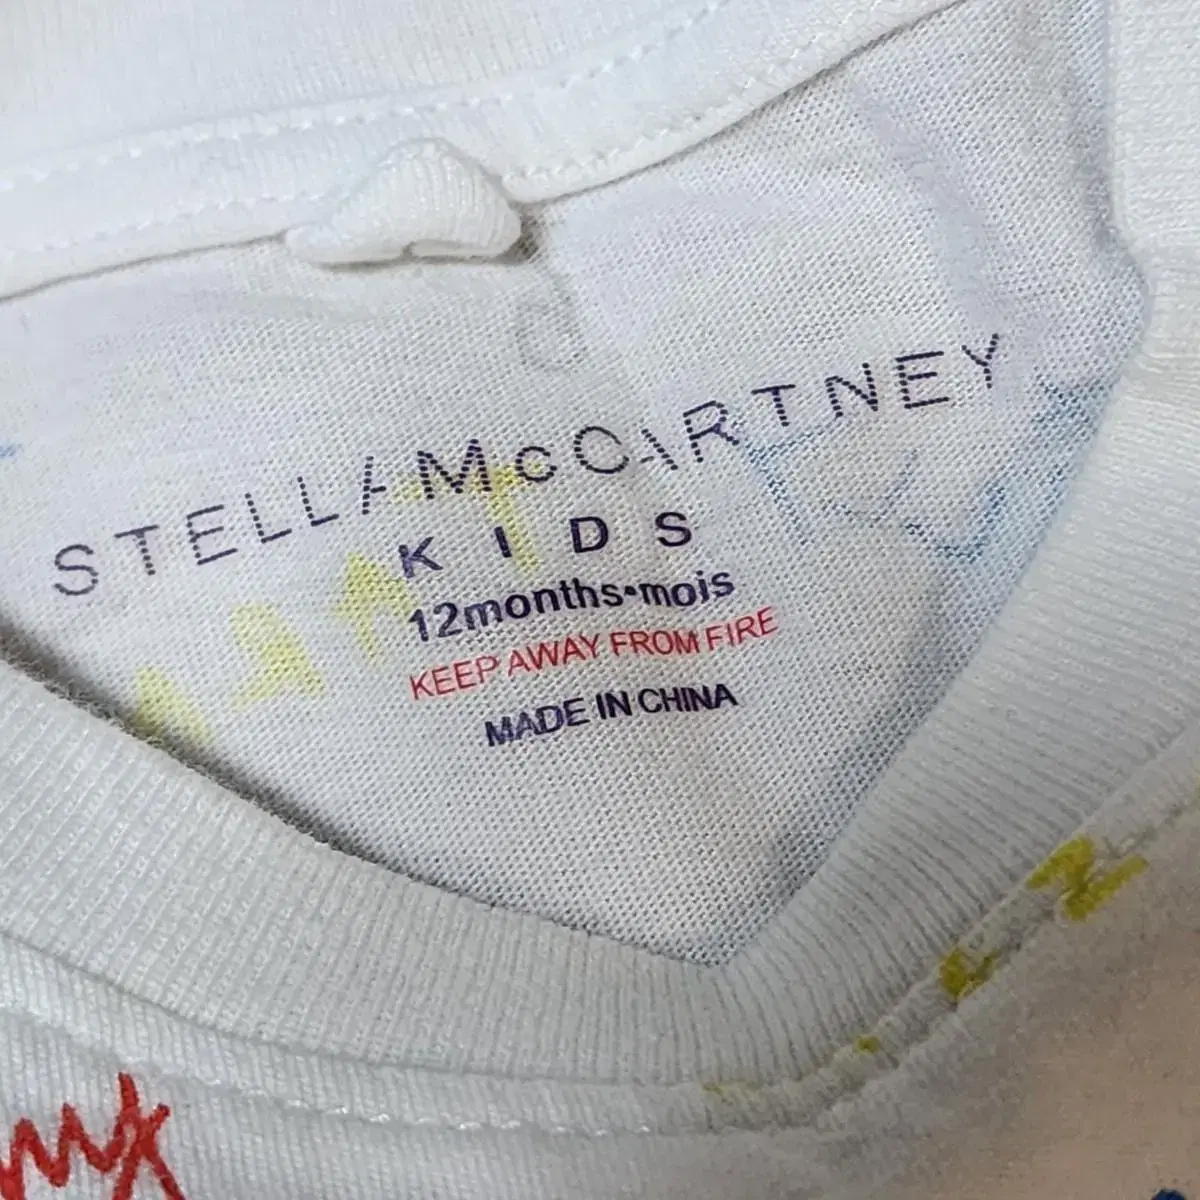 STELLA McCARTNEY
KIDS
12months•mois
KEEP AWAY FROM FIRE
MADE IN CHINA